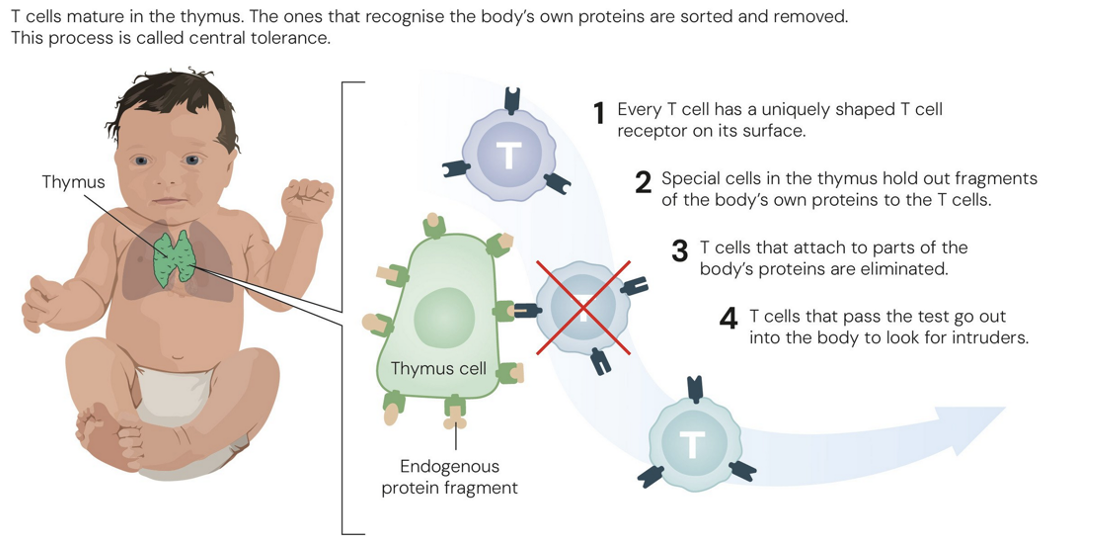 T cells mature in the thymus. The ones that recognise the body’s own proteins are sorted and removed.
This process is called central tolerance.
Thymus
T
1 Every T cell has a uniquely shaped T cell
receptor on its surface.
2 Special cells in the thymus hold out fragments
of the body’s own proteins to the T cells.
3 T cells that attach to parts of the
body’s proteins are eliminated.
T
4 T cells that pass the test go out
into the body to look for intruders.
Thymus cell
T
Endogenous
protein fragment